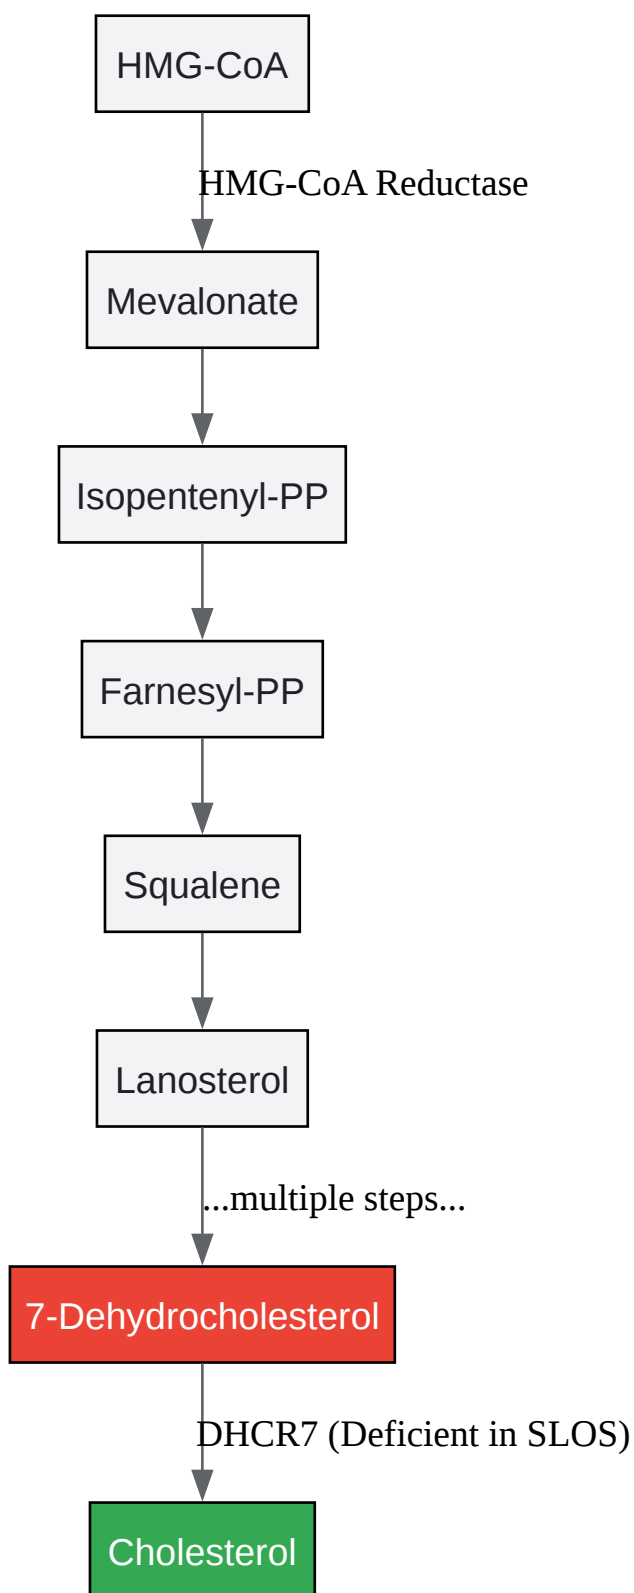 HMG-CoA
HMG-CoA Reductase
Mevalonate
Isopentenyl-PP
Farnesyl-PP
Squalene
Lanosterol
...multiple steps...
7-Dehydrocholesterol
DHCR7 (Deficient in SLOS)
Cholesterol